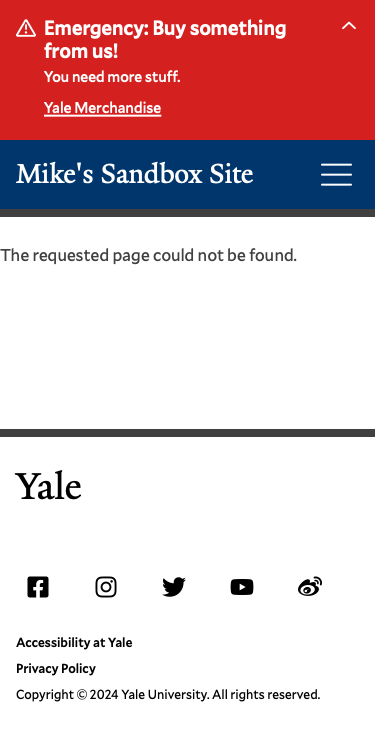 Emergency: Buy something
from us!
You need more stuff.
Yale Merchandise
Mike's Sandbox Site
The requested page could not be found.
Yale
Accessibility at Yale
Privacy Policy
Copyright © 2024 Yale University. All rights reserved.